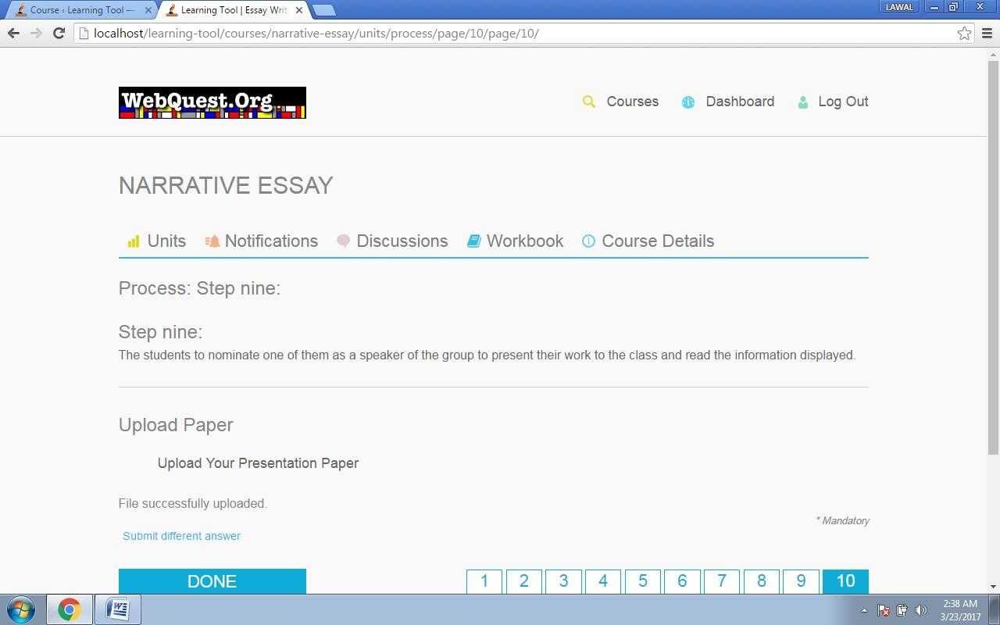 Course ‹ Learning Tool —
Learning Tool | Essay Writ
LAWAL
localhost/learning-tool/courses/narrative-essay/units/process/page/10/page/10/
WebQuest.Org
Courses
Dashboard
Log Out
NARRATIVE ESSAY
Units
Notifications
Discussions
Workbook
Course Details
Process: Step nine:
Step nine:
The students to nominate one of them as a speaker of the group to present their work to the class and read the information displayed.
Upload Paper
Upload Your Presentation Paper
File successfully uploaded.
* Mandatory
Submit different answer
DONE
1 2 3 4 5 6 7 8 9 10
2:38 AM
3/23/2017